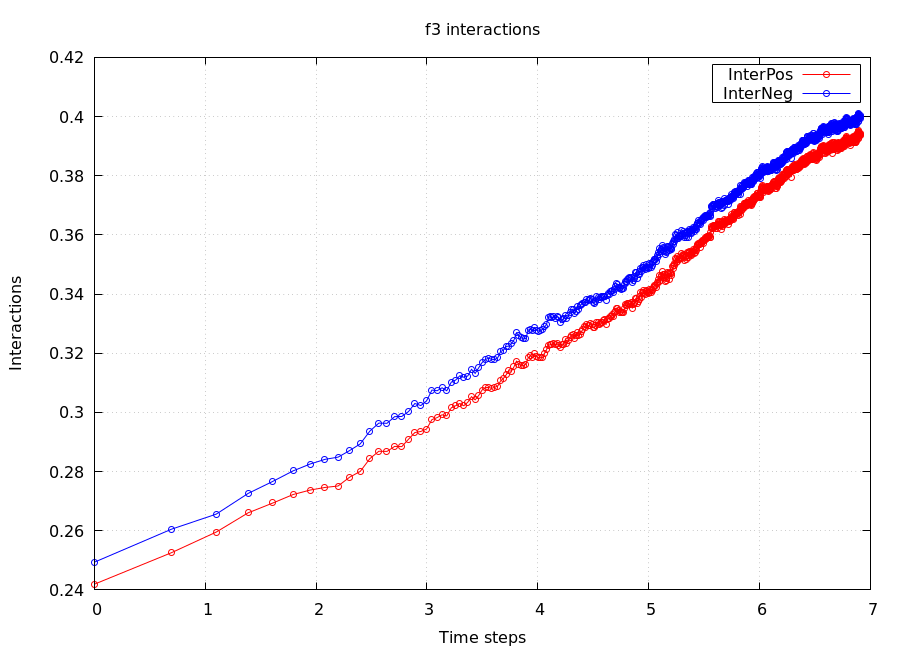 f3 interactions
InterPos
InterNeg
Interactions
0.42
0.4
0.38
0.36
0.34
0.32
0.3
0.28
0.26
0.24
0 1 2 3 4 5 6 7
Time steps